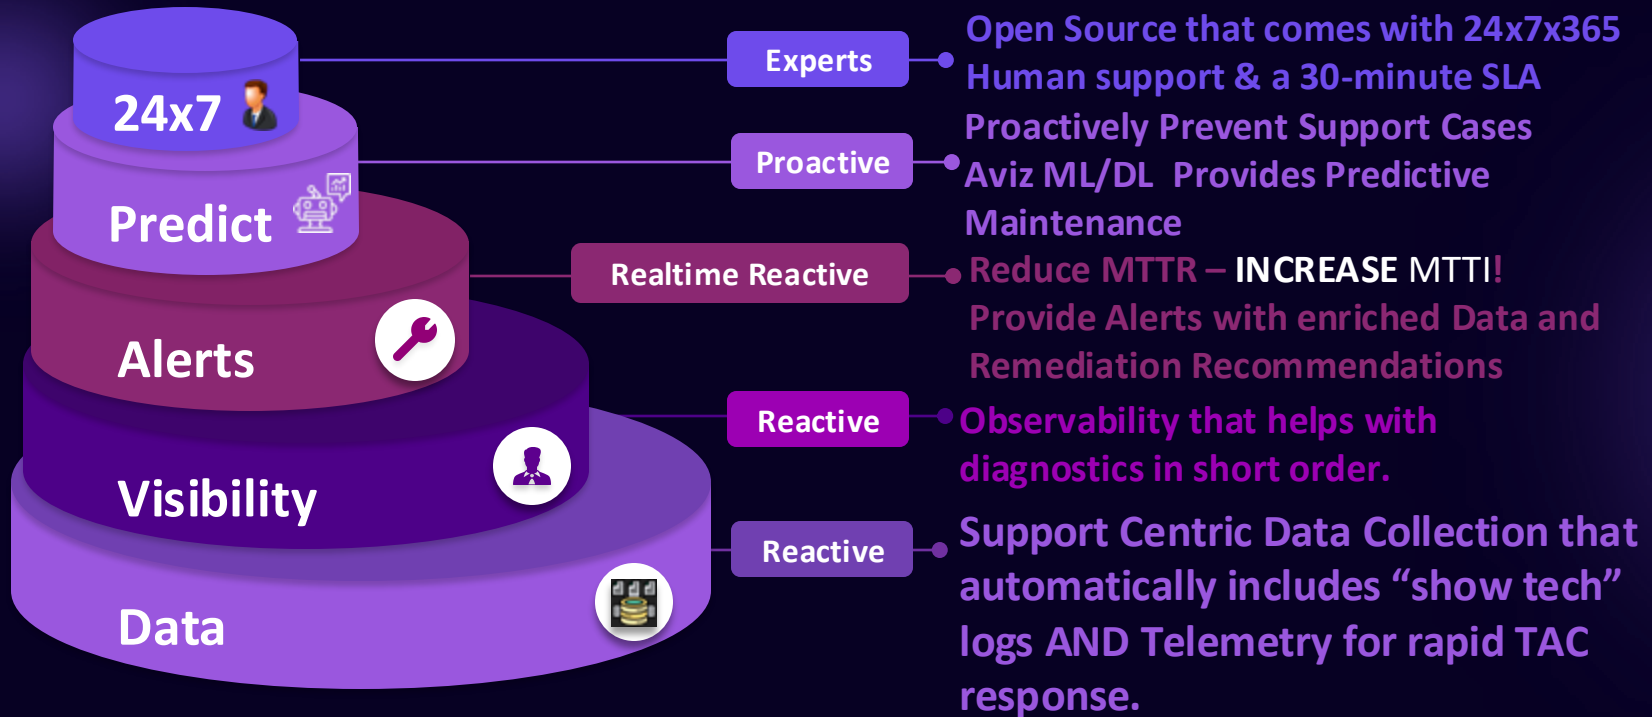 24x7
Predict
Alerts
Visibility
Data
Experts
Open Source that comes with 24x7x365
Human support & a 30-minute SLA
Proactive
Proactively Prevent Support Cases
Aviz ML/DL  Provides Predictive
Maintenance
Realtime Reactive
Reduce MTTR – INCREASE MTTI!
Provide Alerts with enriched Data and
Remediation Recommendations
Reactive
Observability that helps with
diagnostics in short order.
Reactive
Support Centric Data Collection that
automatically includes “show tech”
logs AND Telemetry for rapid TAC
response.